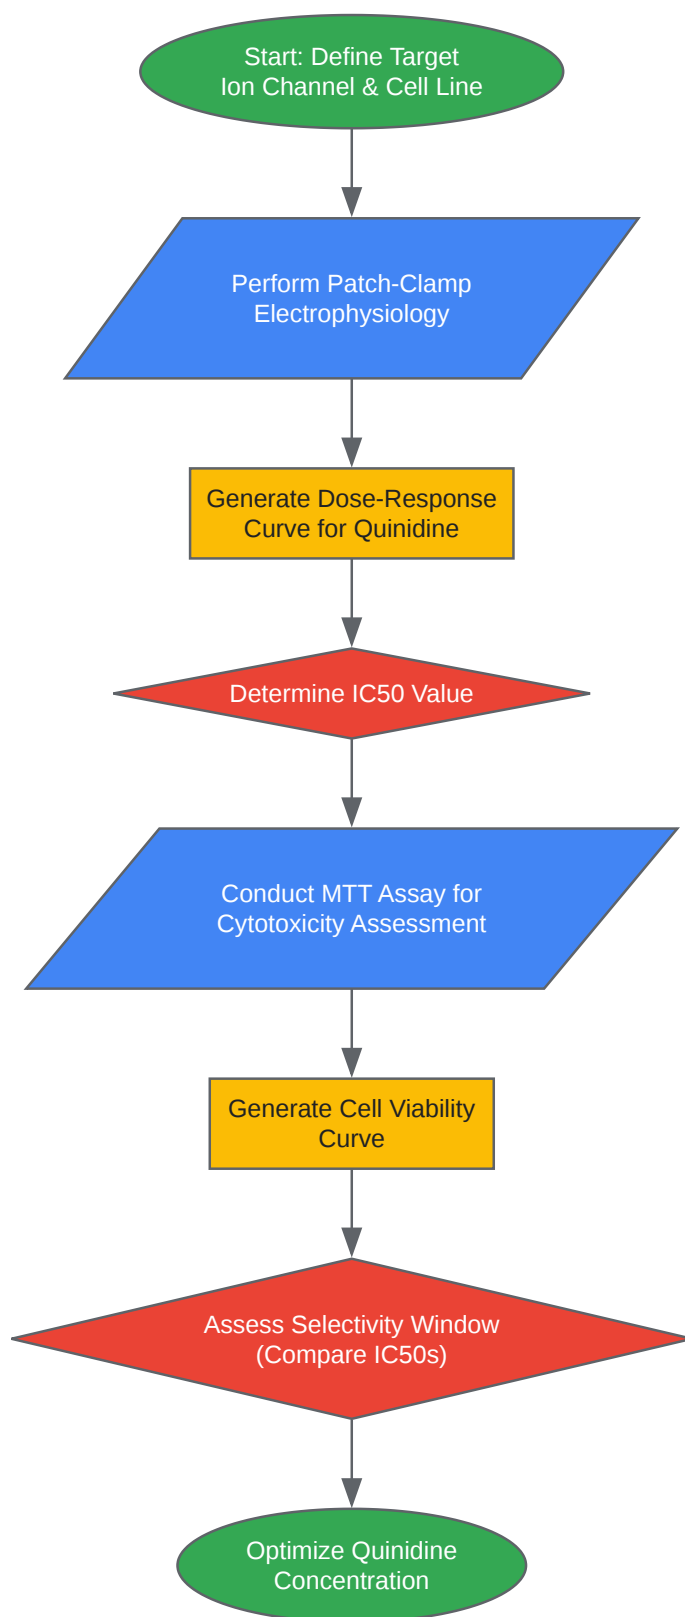 Start: Define Target
Ion Channel & Cell Line
Perform Patch-Clamp
Electrophysiology
Generate Dose-Response
Curve for Quinidine
Determine IC50 Value
Conduct MTT Assay for
Cytotoxicity Assessment
Generate Cell Viability
Curve
Assess Selectivity Window
(Compare IC50s)
Optimize Quinidine
Concentration